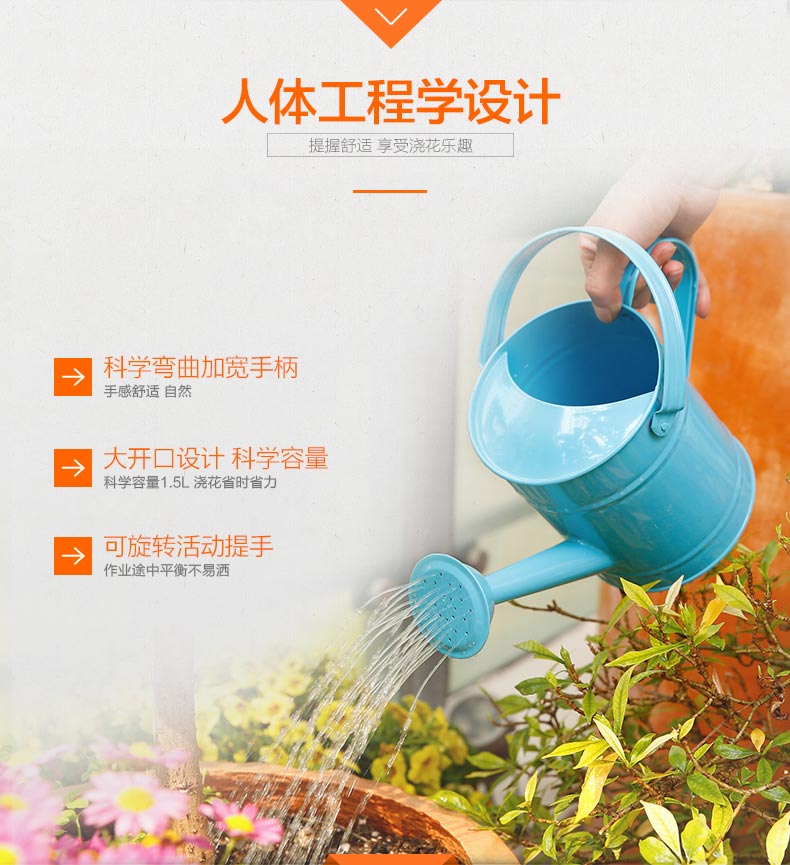 人体工程学设计
提握舒适 享受浇花乐趣
科学弯曲加宽手柄
手感舒适 自然
大开口设计 科学容量
科学容量1.5L 浇花省时省力
可旋转活动提手
作业途中平衡不易洒